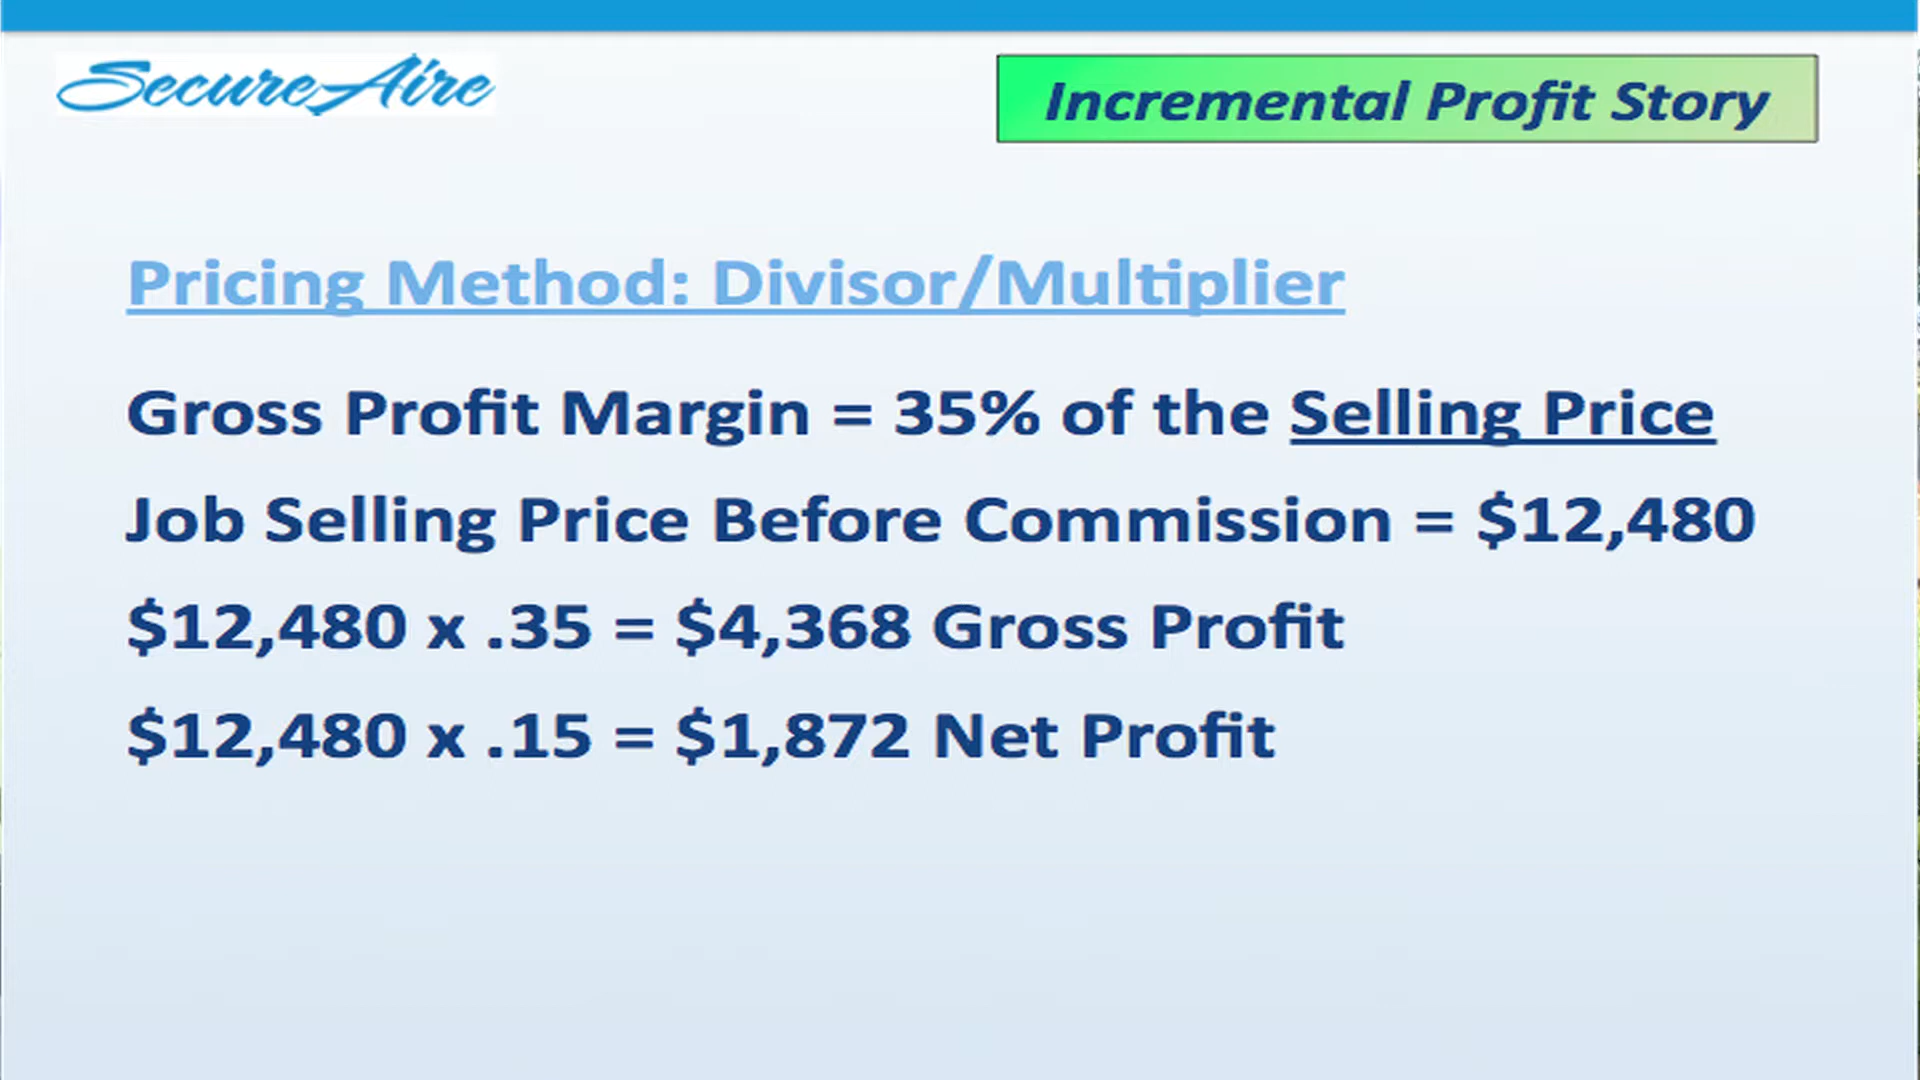 SecureAire
Incremental Profit Story
Pricing Method: Divisor/Multiplier
Gross Profit Margin = 35% of the Selling Price
Job Selling Price Before Commission = $12,480
$12,480 x .35 = $4,368 Gross Profit
$12,480 x .15 = $1,872 Net Profit